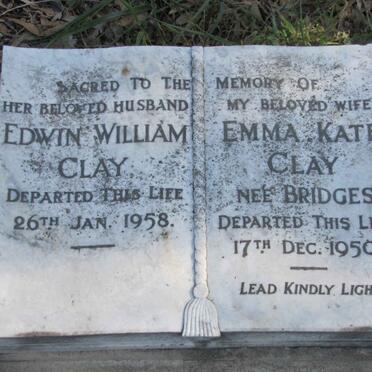 SACRED TO THE
HER BELOVED HUSBAND
EDWIN WILLIAM
CLAY
DEPARTED THIS LIFE
26TH JAN. 1958.
MEMORY OF
MY BELOVED WIFE
EMMA KATE
CLAY
NEE BRIDGES
DEPARTED THIS
17TH DEC. 1950
LEAD KINDLY LIGH